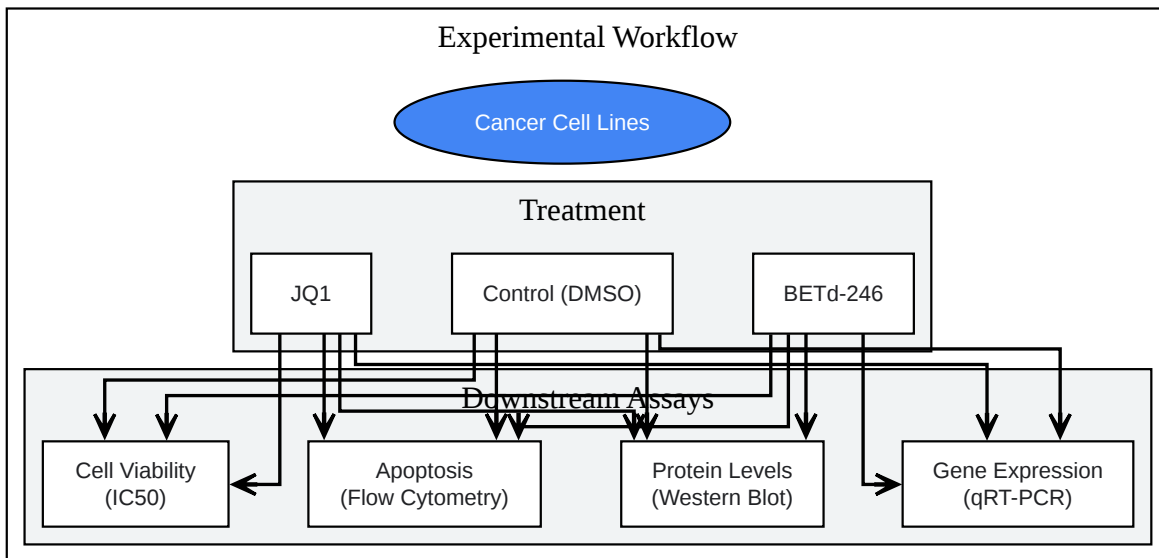 Experimental Workflow
Cancer Cell Lines
Treatment
JQ1
Control (DMSO)
BETd-246
Downstream Assays
Cell Viability
(IC50)
Apoptosis
(Flow Cytometry)
Protein Levels
(Western Blot)
Gene Expression
(qRT-PCR)